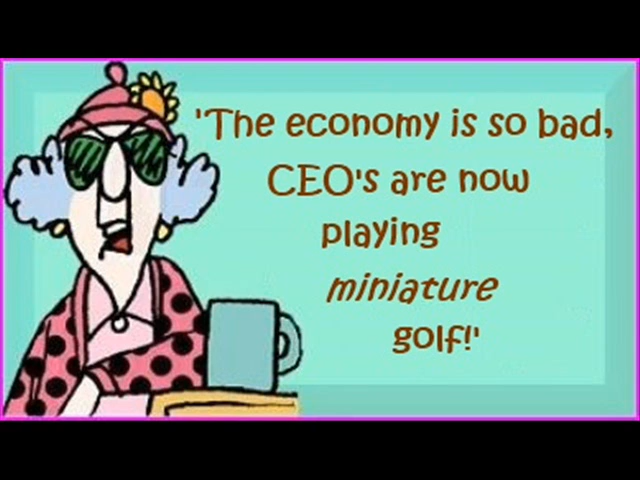 'The economy is so bad,
CEO's are now
playing
miniature
golf!'